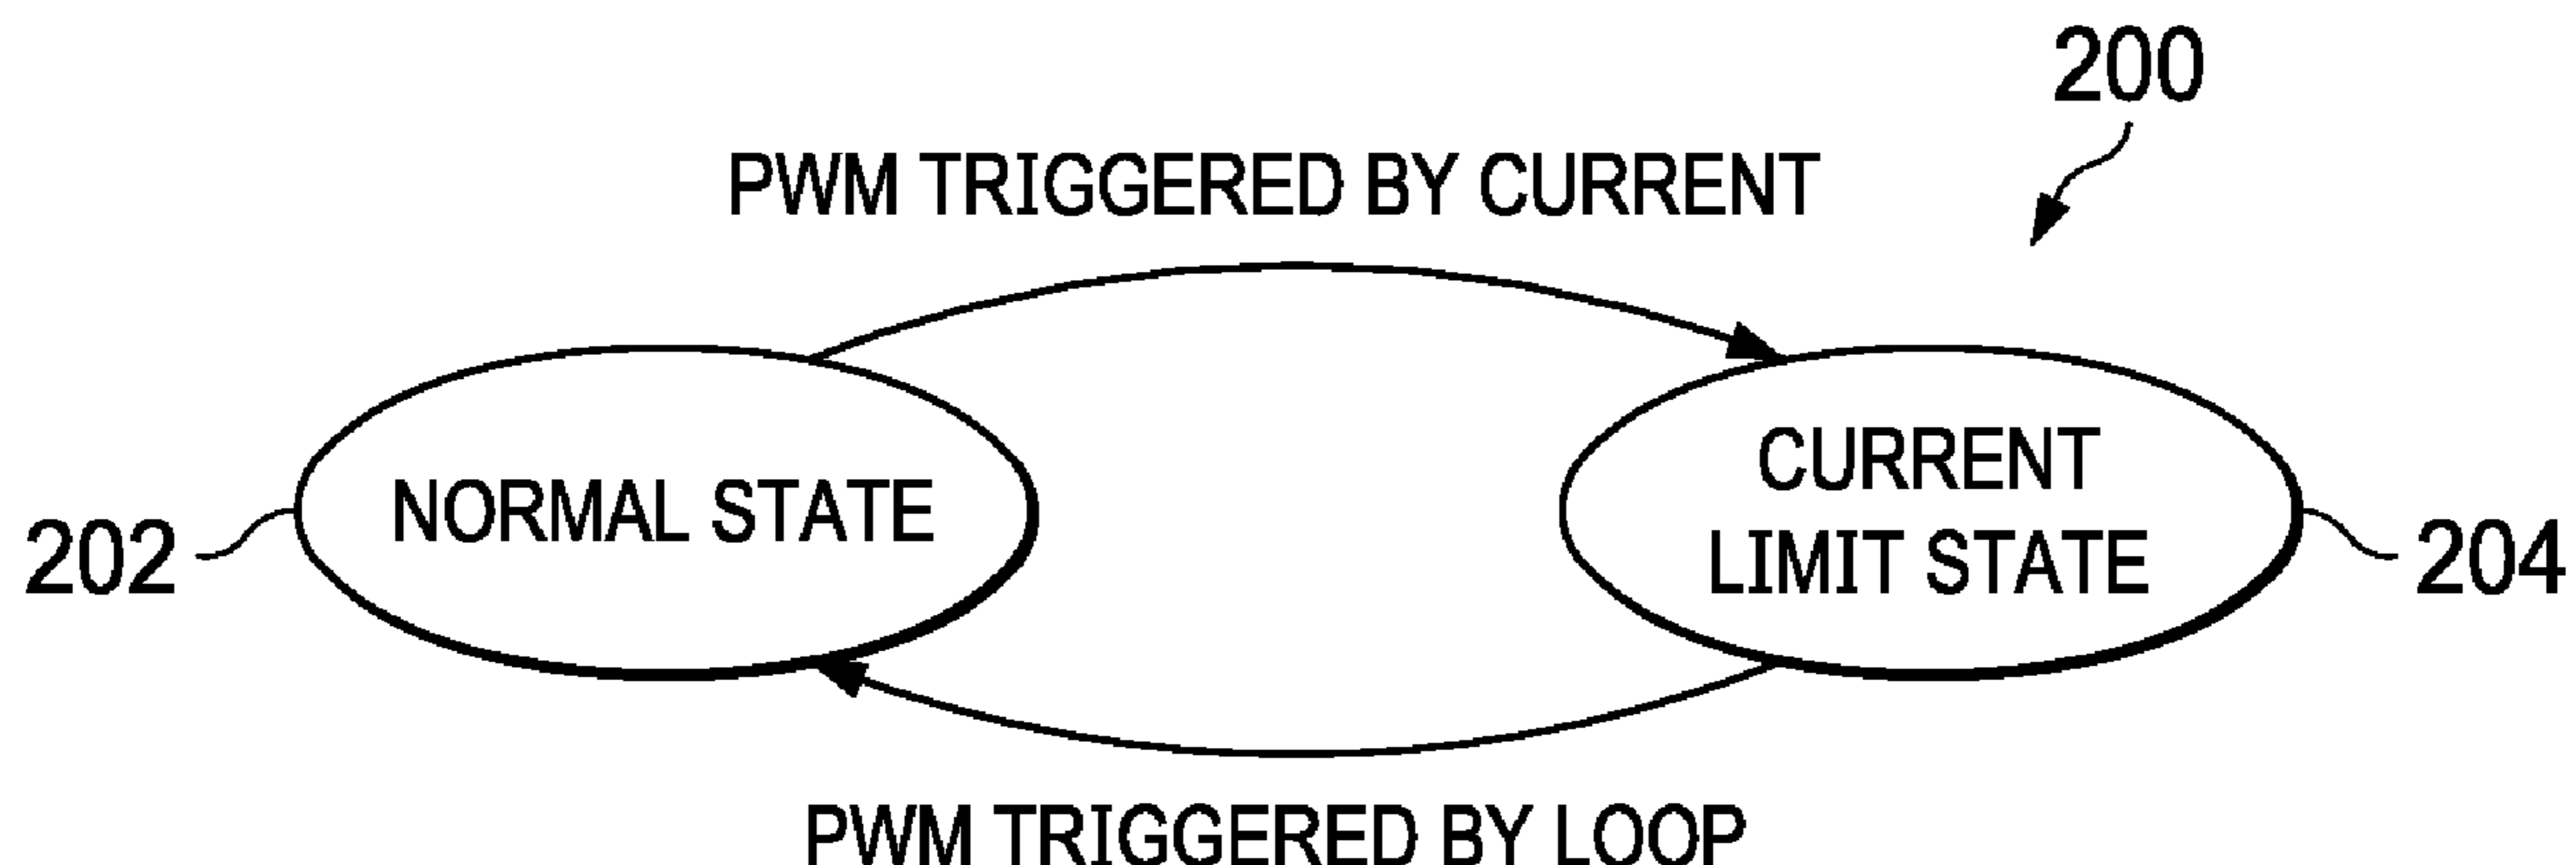 200
PWM TRIGGERED BY CURRENT
NORMAL STATE
CURRENT
LIMIT STATE
202
204
PWM TRIGGERED BY LOOP